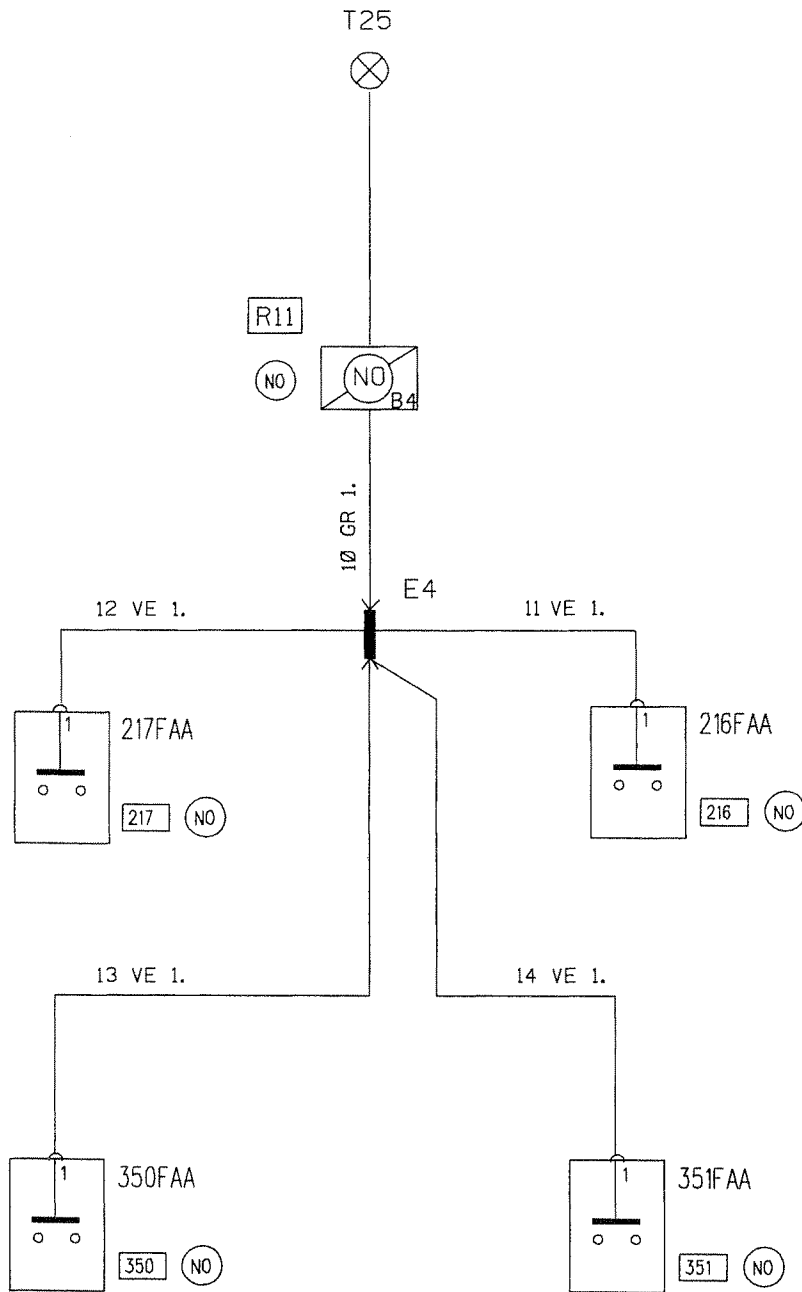 T25
R11
NO
NO
B4
10 GR 1.
E4
12 VE 1.
11 VE 1.
1
217FAA
217
NO
1
216FAA
216
NO
13 VE 1.
14 VE 1.
1
350FAA
350
NO
1
351FAA
351
NO